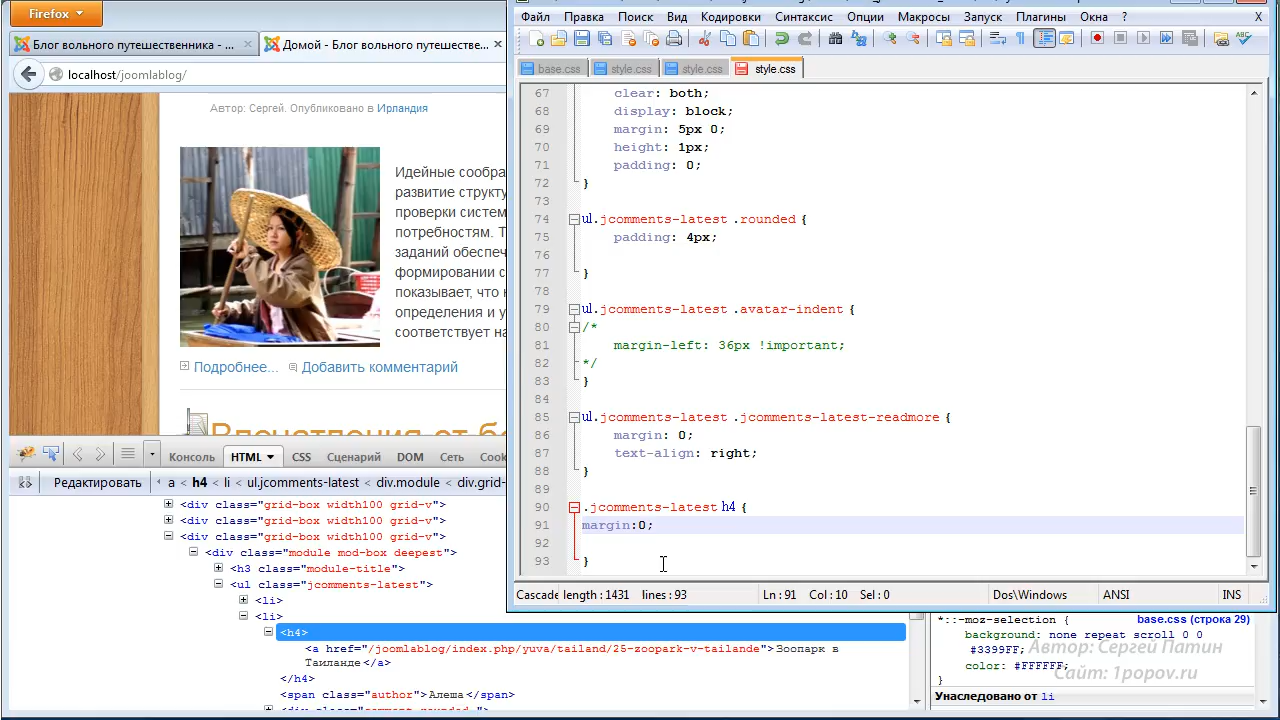 Firefox
Блог вольного путешественника - ...
Домой - Блог вольного путешестве...
localhost/joomlablog/
Автор: Сергей. Опубликовано в Ирландия
Идейные сообра
развитие структу
проверки систем
потребностям. Т
заданий обеспеч
формировании с
показывает, что
определения и у
соответствует на
Подробнее... Добавить комментарий
Впечатления от бе
Консоль HTML CSS Сценарий DOM Сеть Cook
Редактировать a < h4 < li < ul.jcomments-latest < div.module < div.grid-
<div class="grid-box width100 grid-v">
<div class="grid-box width100 grid-v">
<div class="grid-box width100 grid-v">
<div class="module mod-box deepest">
<h3 class="module-title">
<ul class="jcomments-latest">
<li>
<li>
<h4>
<a href="/joomlablog/index.php/yuva/tailand/25-zoopark-v-tailande">Зоопарк в
Таиланде</a>
</h4>
<span class="author">Алеша</span>
Файл Правка Поиск Вид Кодировки Синтаксис Опции Макросы Запуск Плагины Окна ? X
base.css style.css style.css style.css
67 clear: both;
68 display: block;
69 margin: 5px 0;
70 height: 1px;
71 padding: 0;
72 }
73
74 ul.jcomments-latest .rounded {
75 padding: 4px;
76
77 }
78
79 ul.jcomments-latest .avatar-indent {
80 /*
81 margin-left: 36px !important;
82 */
83 }
84
85 ul.jcomments-latest .jcomments-latest-readmore {
86 margin: 0;
87 text-align: right;
88 }
89
90 .jcomments-latest h4 {
91 margin:0;
92
93 }
Cascade length : 1431 lines : 93 Ln : 91 Col : 10 Sel : 0 Dos\Windows ANSI INS
*::-moz-selection { base.css (строка 29)
background: none repeat scroll 0 0
#3399FF;
color: #FFFFFF;
}
Унаследовано от li
Автор: Сергей Патин
Сайт: 1popov.ru